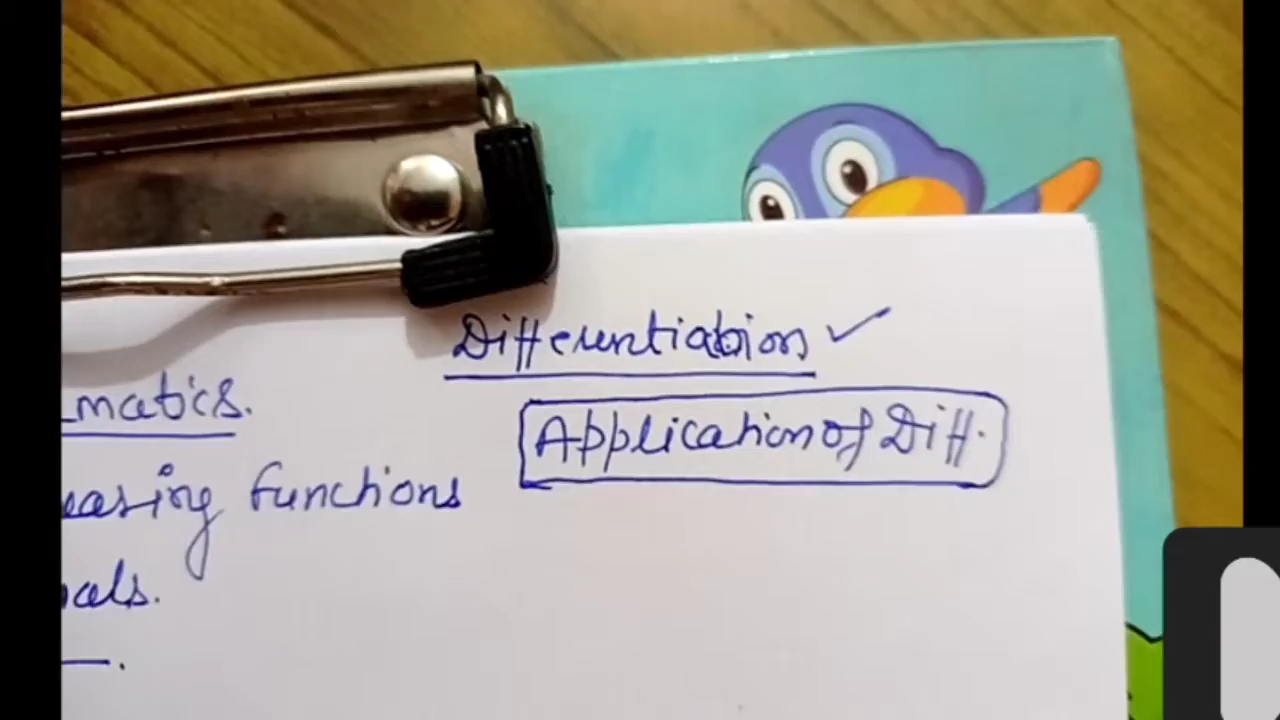 Differentiation ✓
Application of Diff.
matics.
easing functions
als.